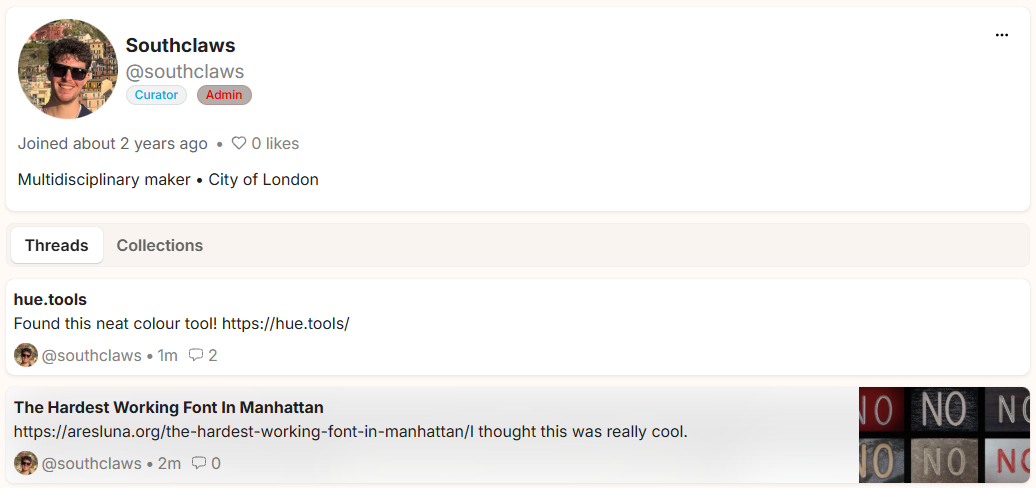 Southclaws
@southclaws
Curator Admin
Joined about 2 years ago • 0 likes
Multidisciplinary maker • City of London
Threads Collections
hue.tools
Found this neat colour tool! https://hue.tools/
@southclaws • 1m 2
The Hardest Working Font In Manhattan
https://aresluna.org/the-hardest-working-font-in-manhattan/I thought this was really cool.
@southclaws • 2m 0
NO NO NO
NO NO NO